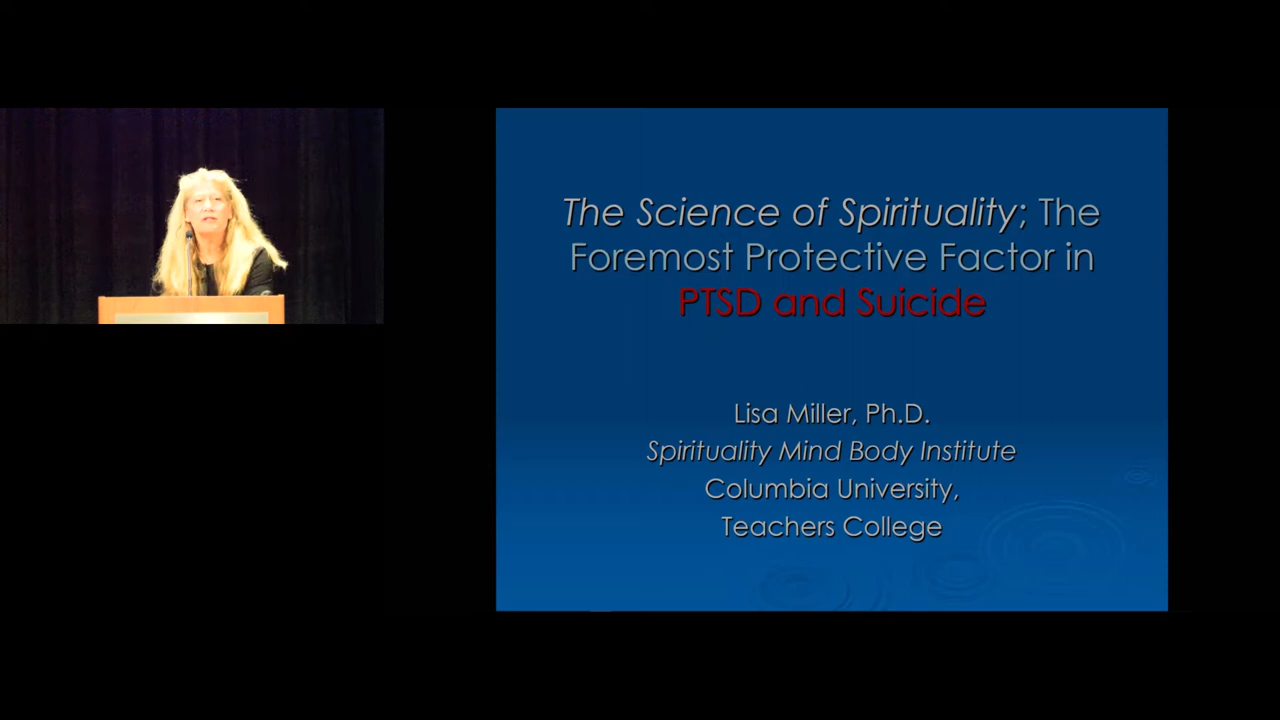 The Science of Spirituality; The
Foremost Protective Factor in
PTSD and Suicide
Lisa Miller, Ph.D.
Spirituality Mind Body Institute
Columbia University,
Teachers College